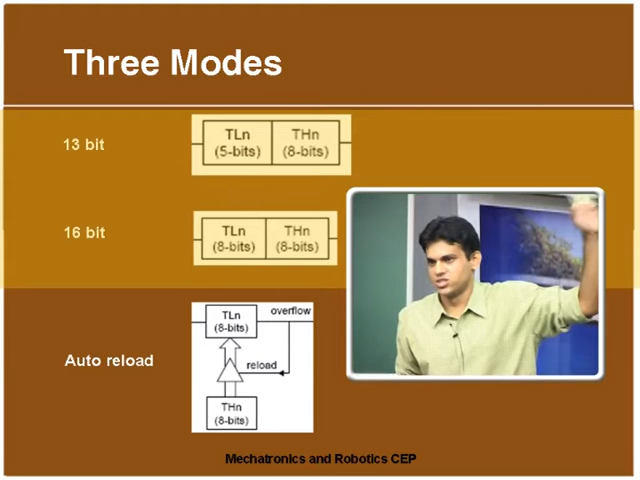 Three Modes
13 bit
TLn THn
(5-bits) (8-bits)
16 bit
TLn THn
(8-bits) (8-bits)
Auto reload
TLn overflow
(8-bits)
reload
THn
(8-bits)
Mechatronics and Robotics CEP